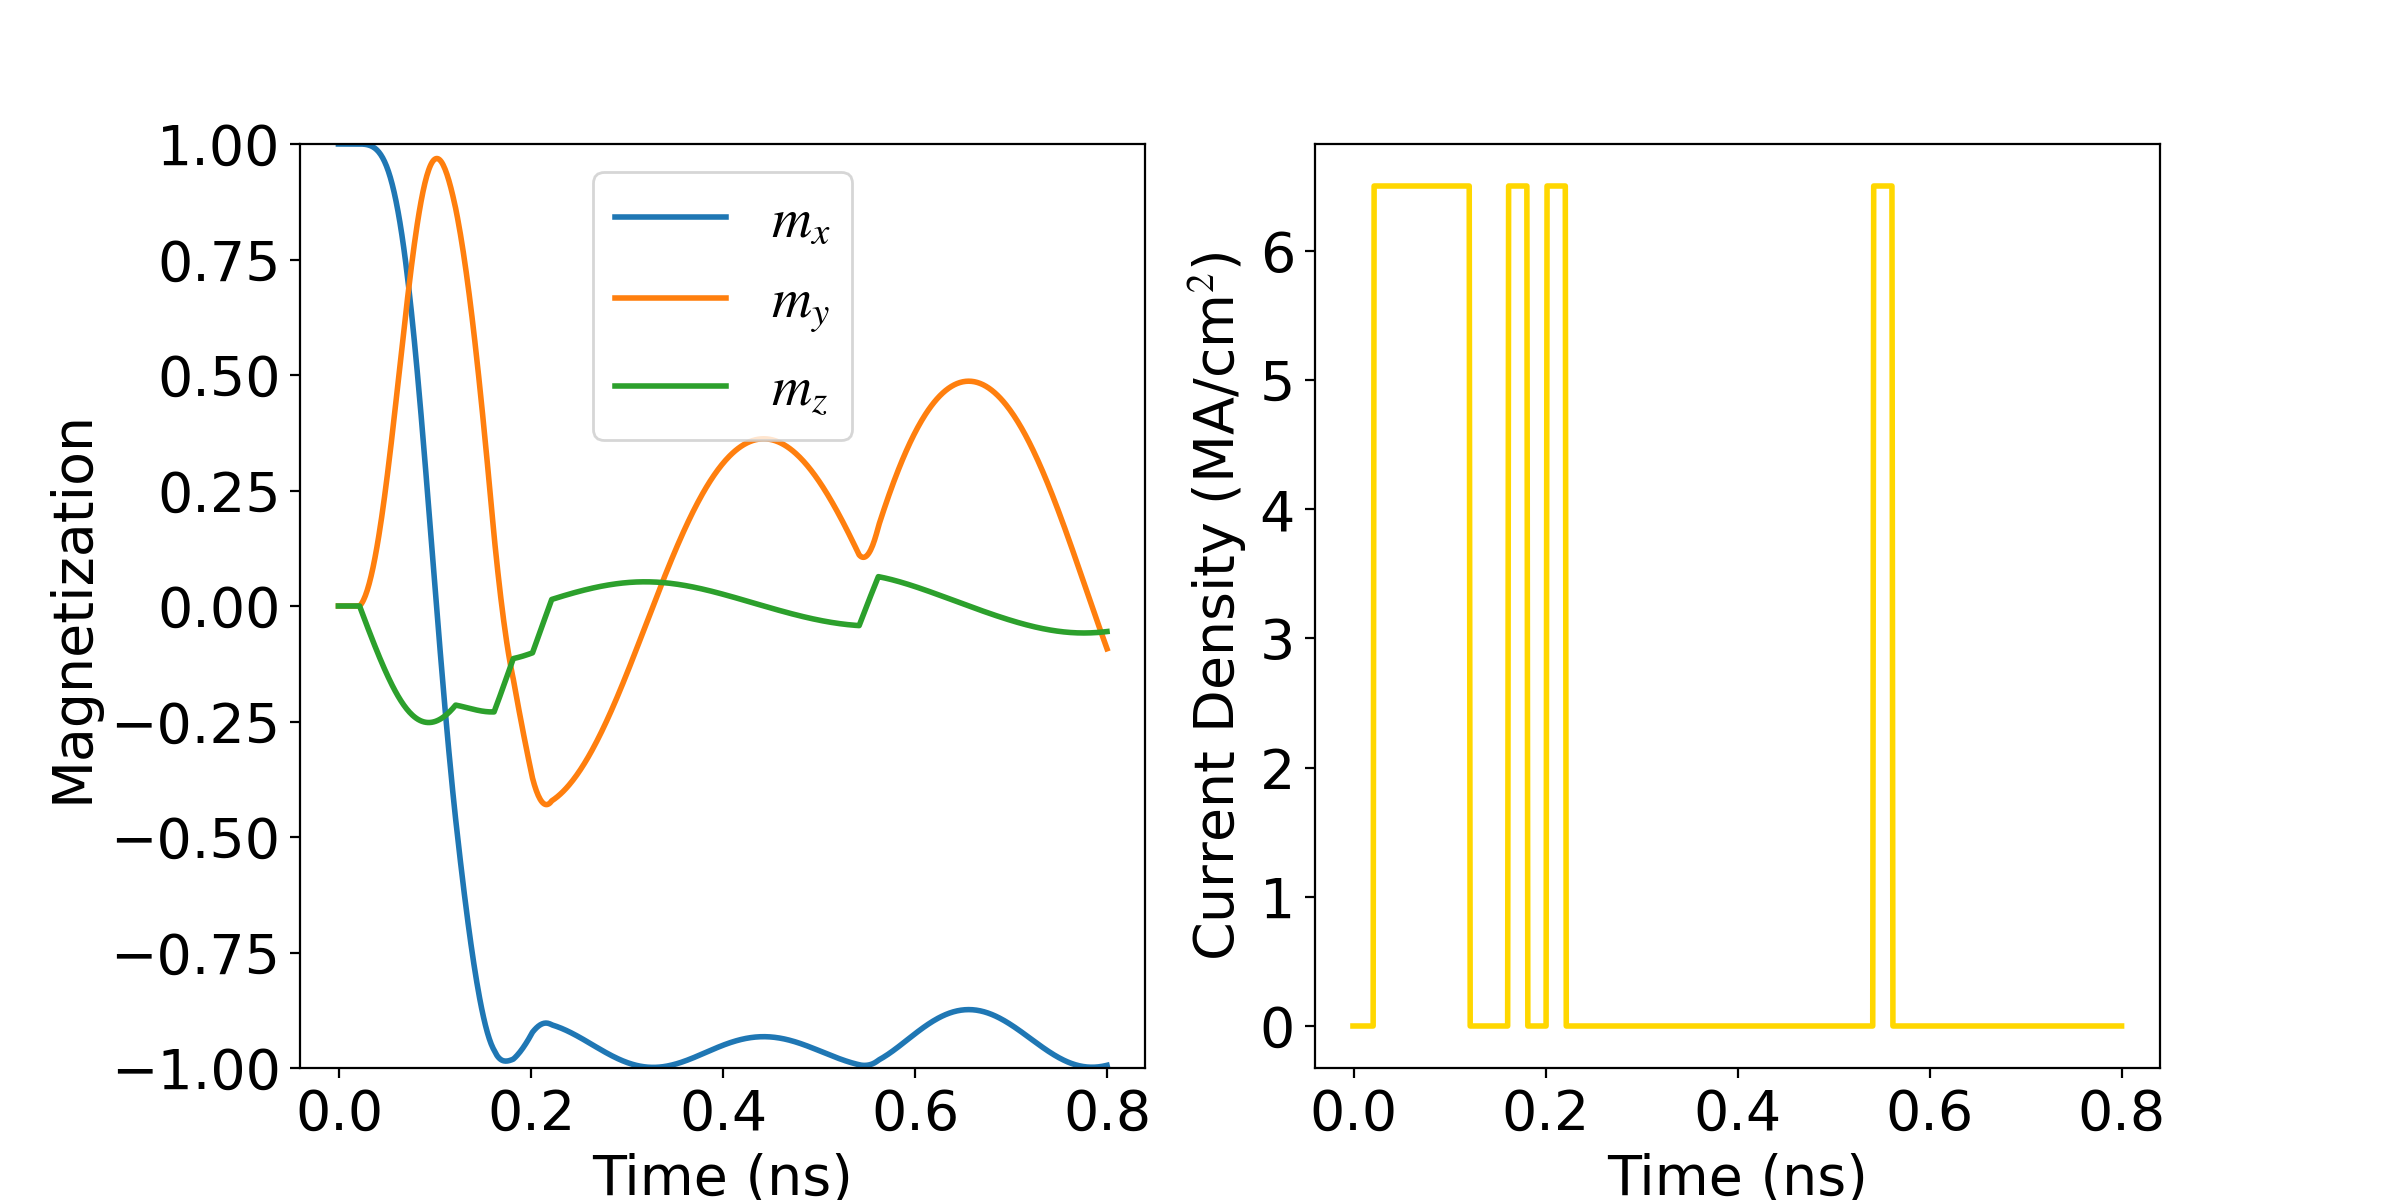 1.00
0.75
0.50
0.25
0.00
−0.25
−0.50
−0.75
−1.00
Magnetization
0.0 0.2 0.4 0.6 0.8
Time (ns)
mₓ
m_y
m_z
6
5
4
3
2
1
0
Current Density (MA/cm²)
0.0 0.2 0.4 0.6 0.8
Time (ns)